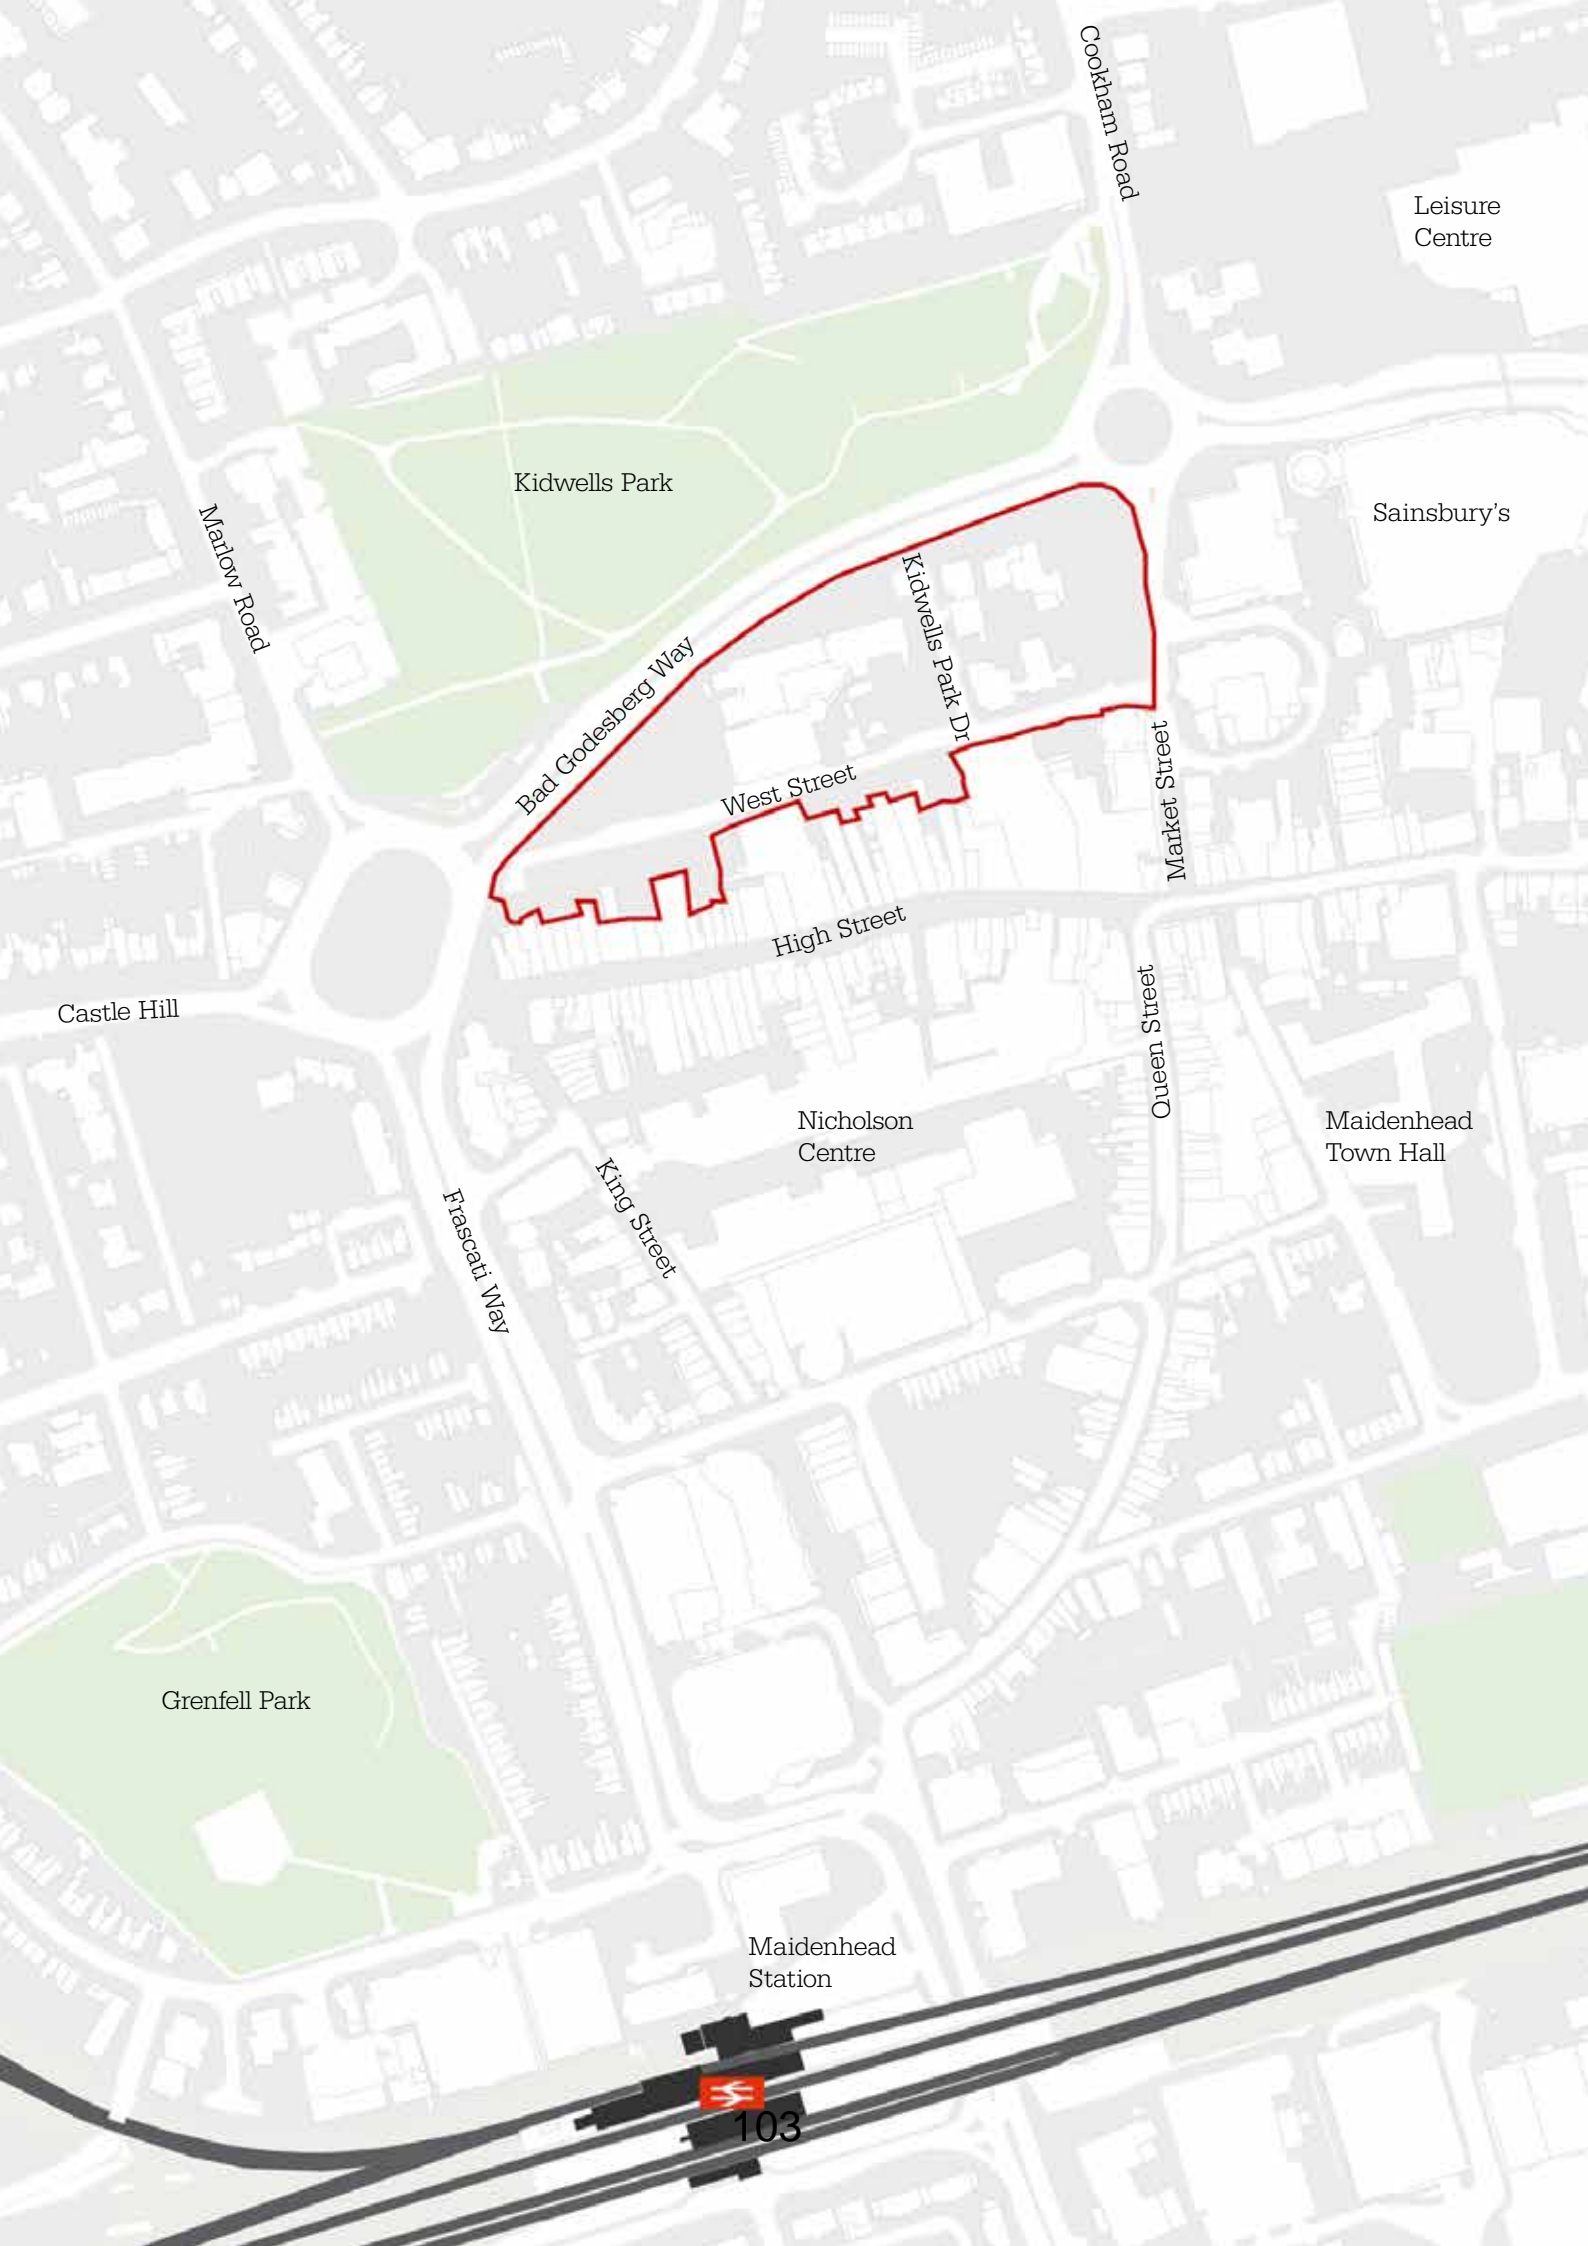 Cookham Road
Leisure
Centre
Kidwells Park
Sainsbury's
Marlow Road
Kidwells Park Dr
Bad Godesberg Way
West Street
Market Street
High Street
Castle Hill
Queen Street
Nicholson
Centre
Maidenhead
Town Hall
King Street
Frascati Way
Grenfell Park
Maidenhead
Station
103